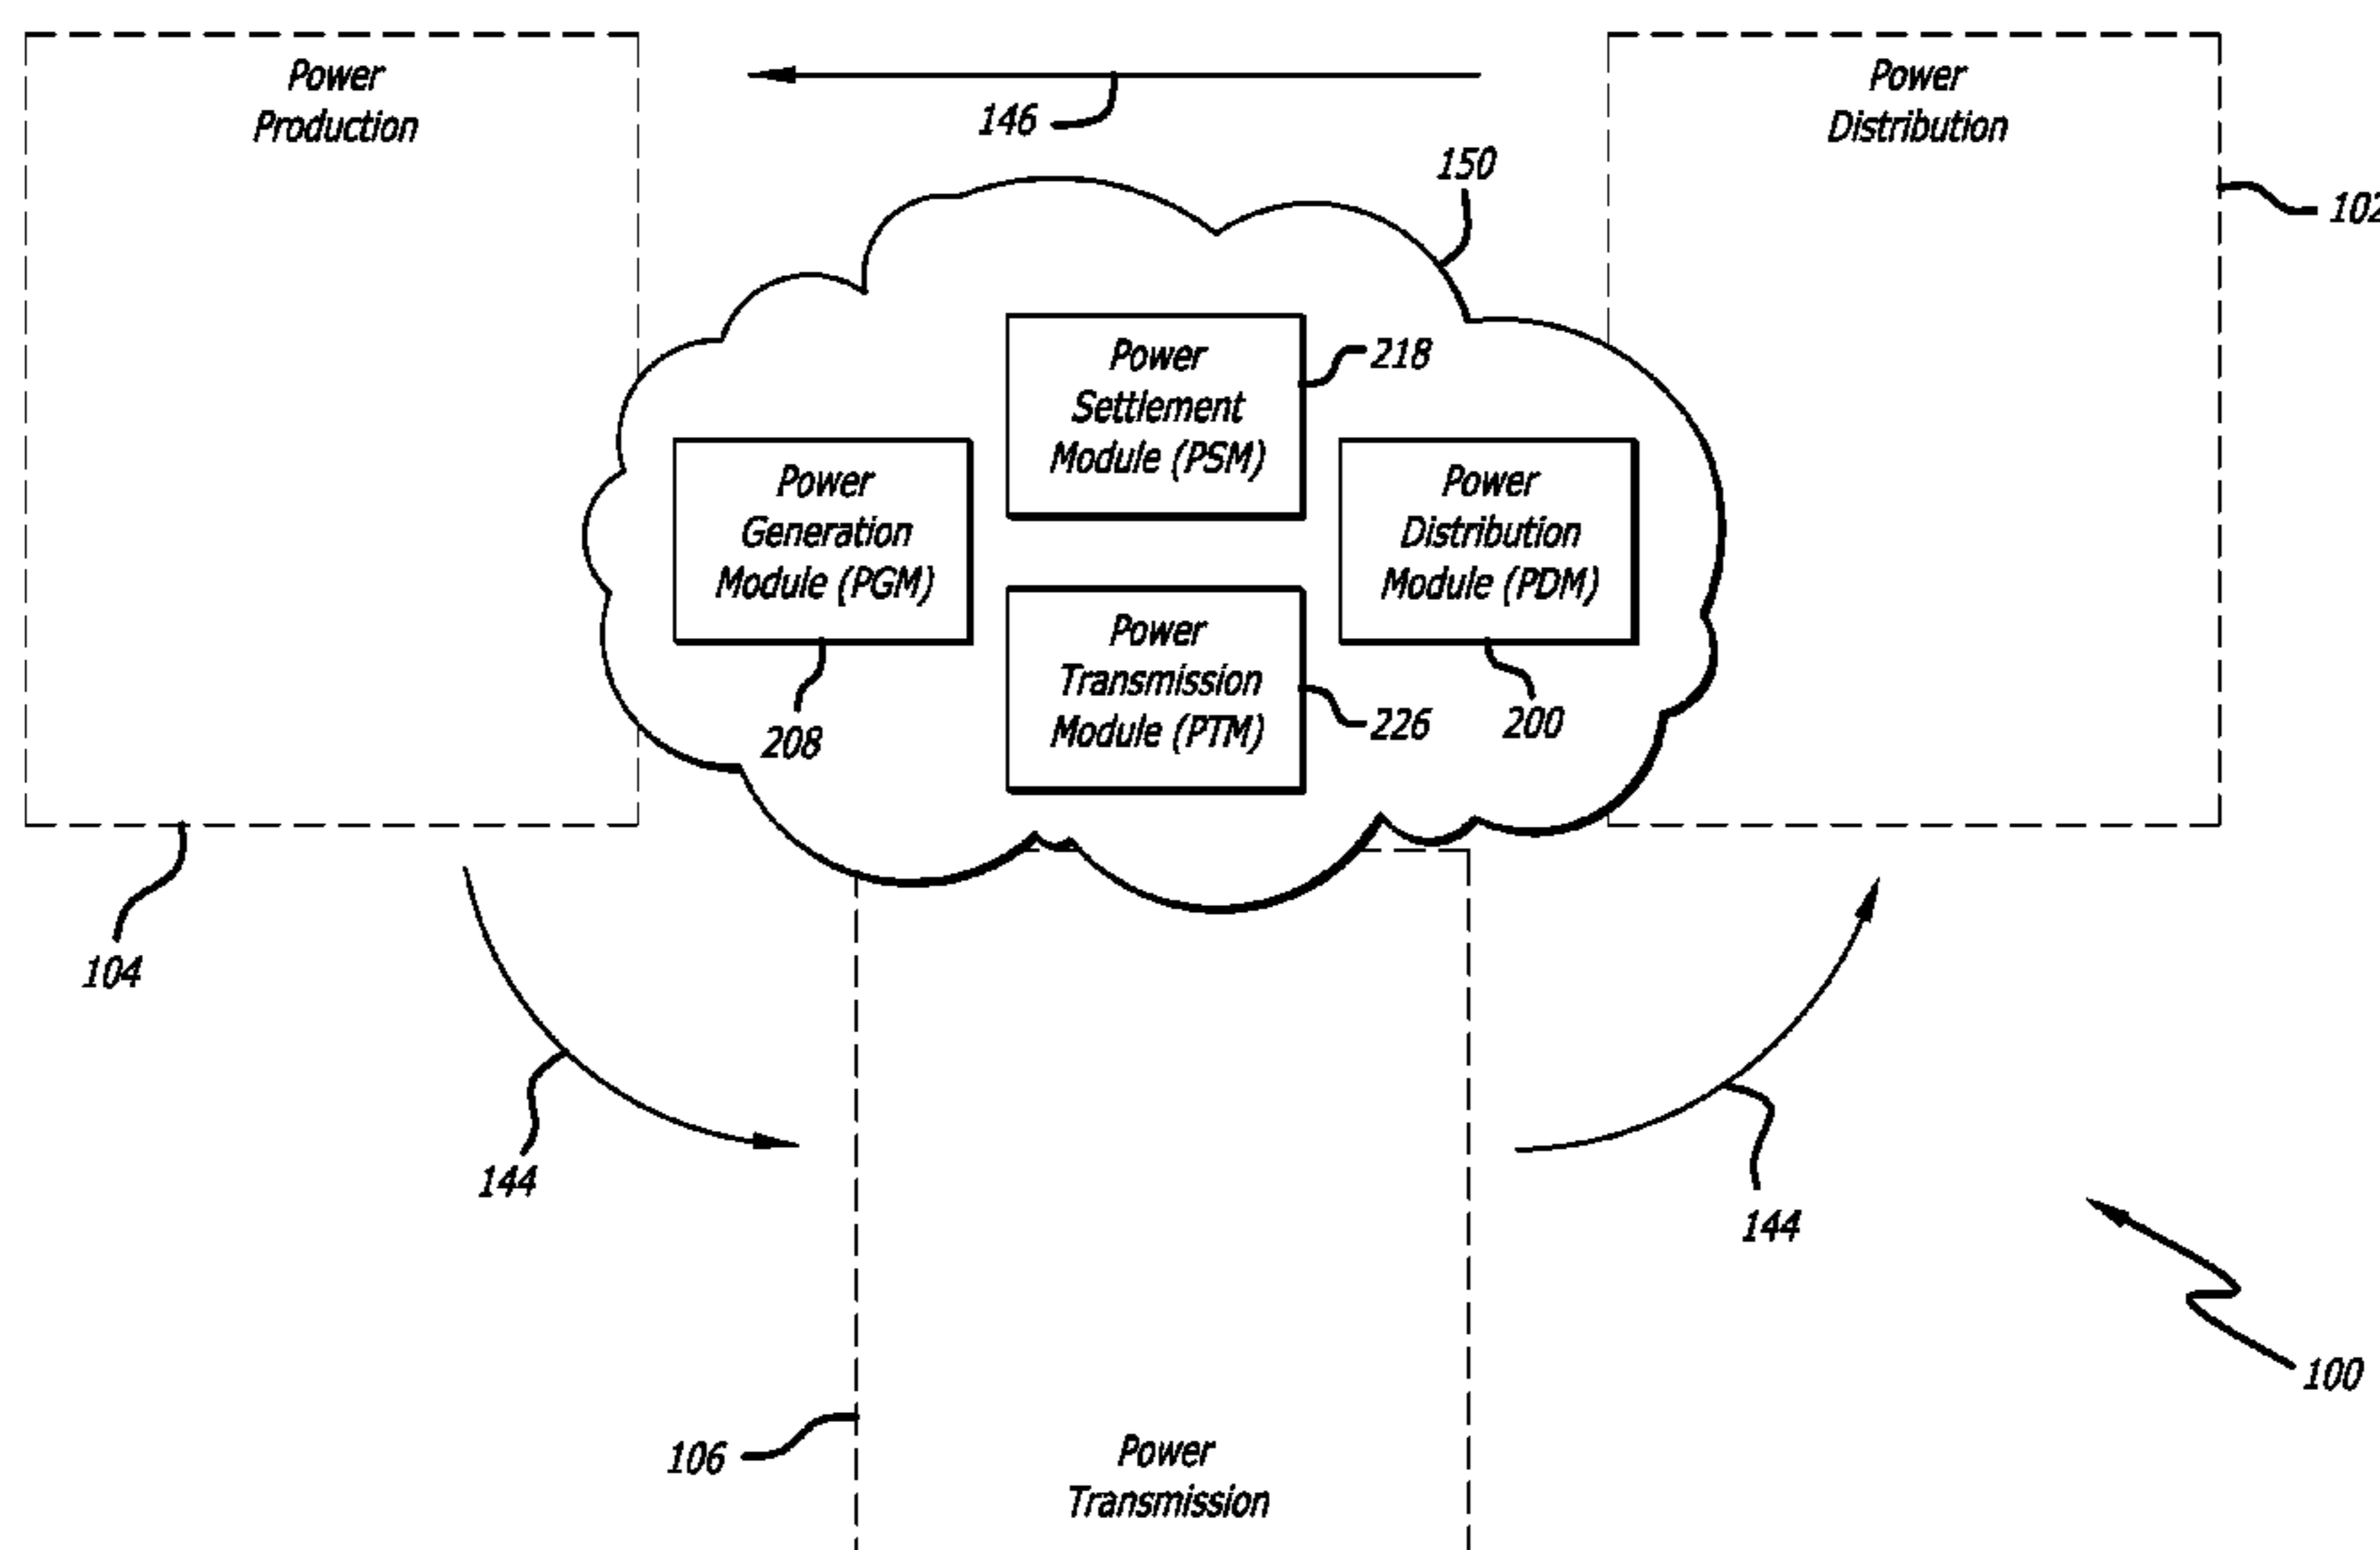 Power
Production
Power
Distribution
146
150
102
Power
Settlement
Module (PSM)
218
Power
Generation
Module (PGM)
Power
Distribution
Module (PDM)
Power
Transmission
Module (PTM)
208
226
200
104
144
144
100
106
Power
Transmission